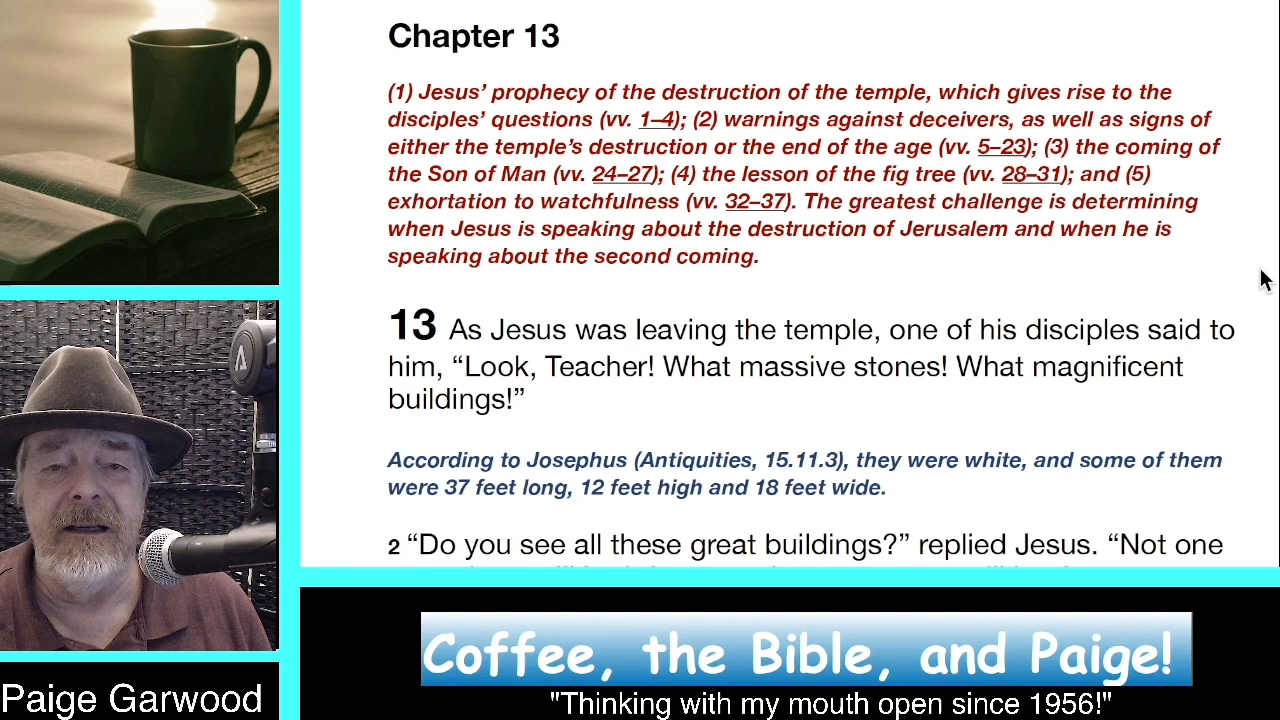 Chapter 13
(1) Jesus’ prophecy of the destruction of the temple, which gives rise to the
disciples’ questions (vv. 1–4); (2) warnings against deceivers, as well as signs of
either the temple’s destruction or the end of the age (vv. 5–23); (3) the coming of
the Son of Man (vv. 24–27); (4) the lesson of the fig tree (vv. 28–31); and (5)
exhortation to watchfulness (vv. 32–37). The greatest challenge is determining
when Jesus is speaking about the destruction of Jerusalem and when he is
speaking about the second coming.
13 As Jesus was leaving the temple, one of his disciples said to
him, “Look, Teacher! What massive stones! What magnificent
buildings!”
According to Josephus (Antiquities, 15.11.3), they were white, and some of them
were 37 feet long, 12 feet high and 18 feet wide.
2 “Do you see all these great buildings?” replied Jesus. “Not one
Coffee, the Bible, and Paige!
"Thinking with my mouth open since 1956!"
Paige Garwood